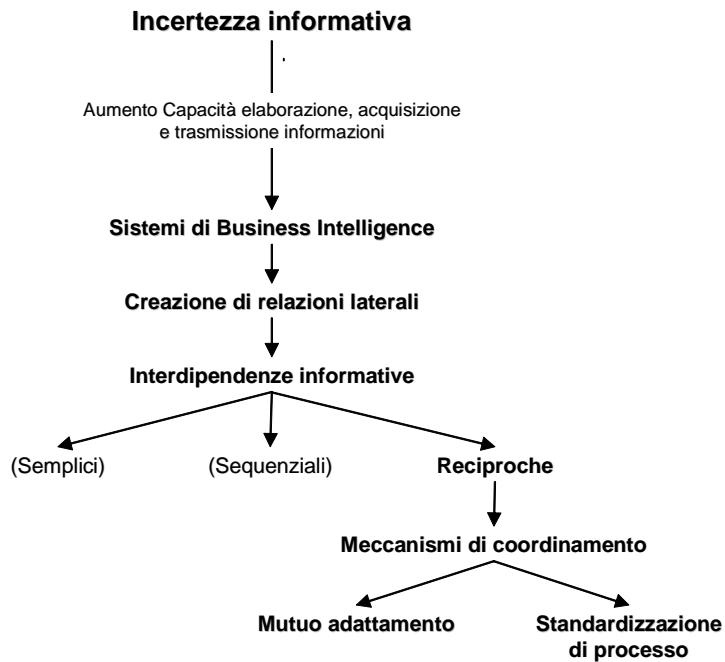 Incertezza informativa
Aumento Capacità elaborazione, acquisizione
e trasmissione informazioni
Sistemi di Business Intelligence
Creazione di relazioni laterali
Interdipendenze informative
(Semplici)
(Sequenziali)
Reciproche
Meccanismi di coordinamento
Mutuo adattamento
Standardizzazione
di processo